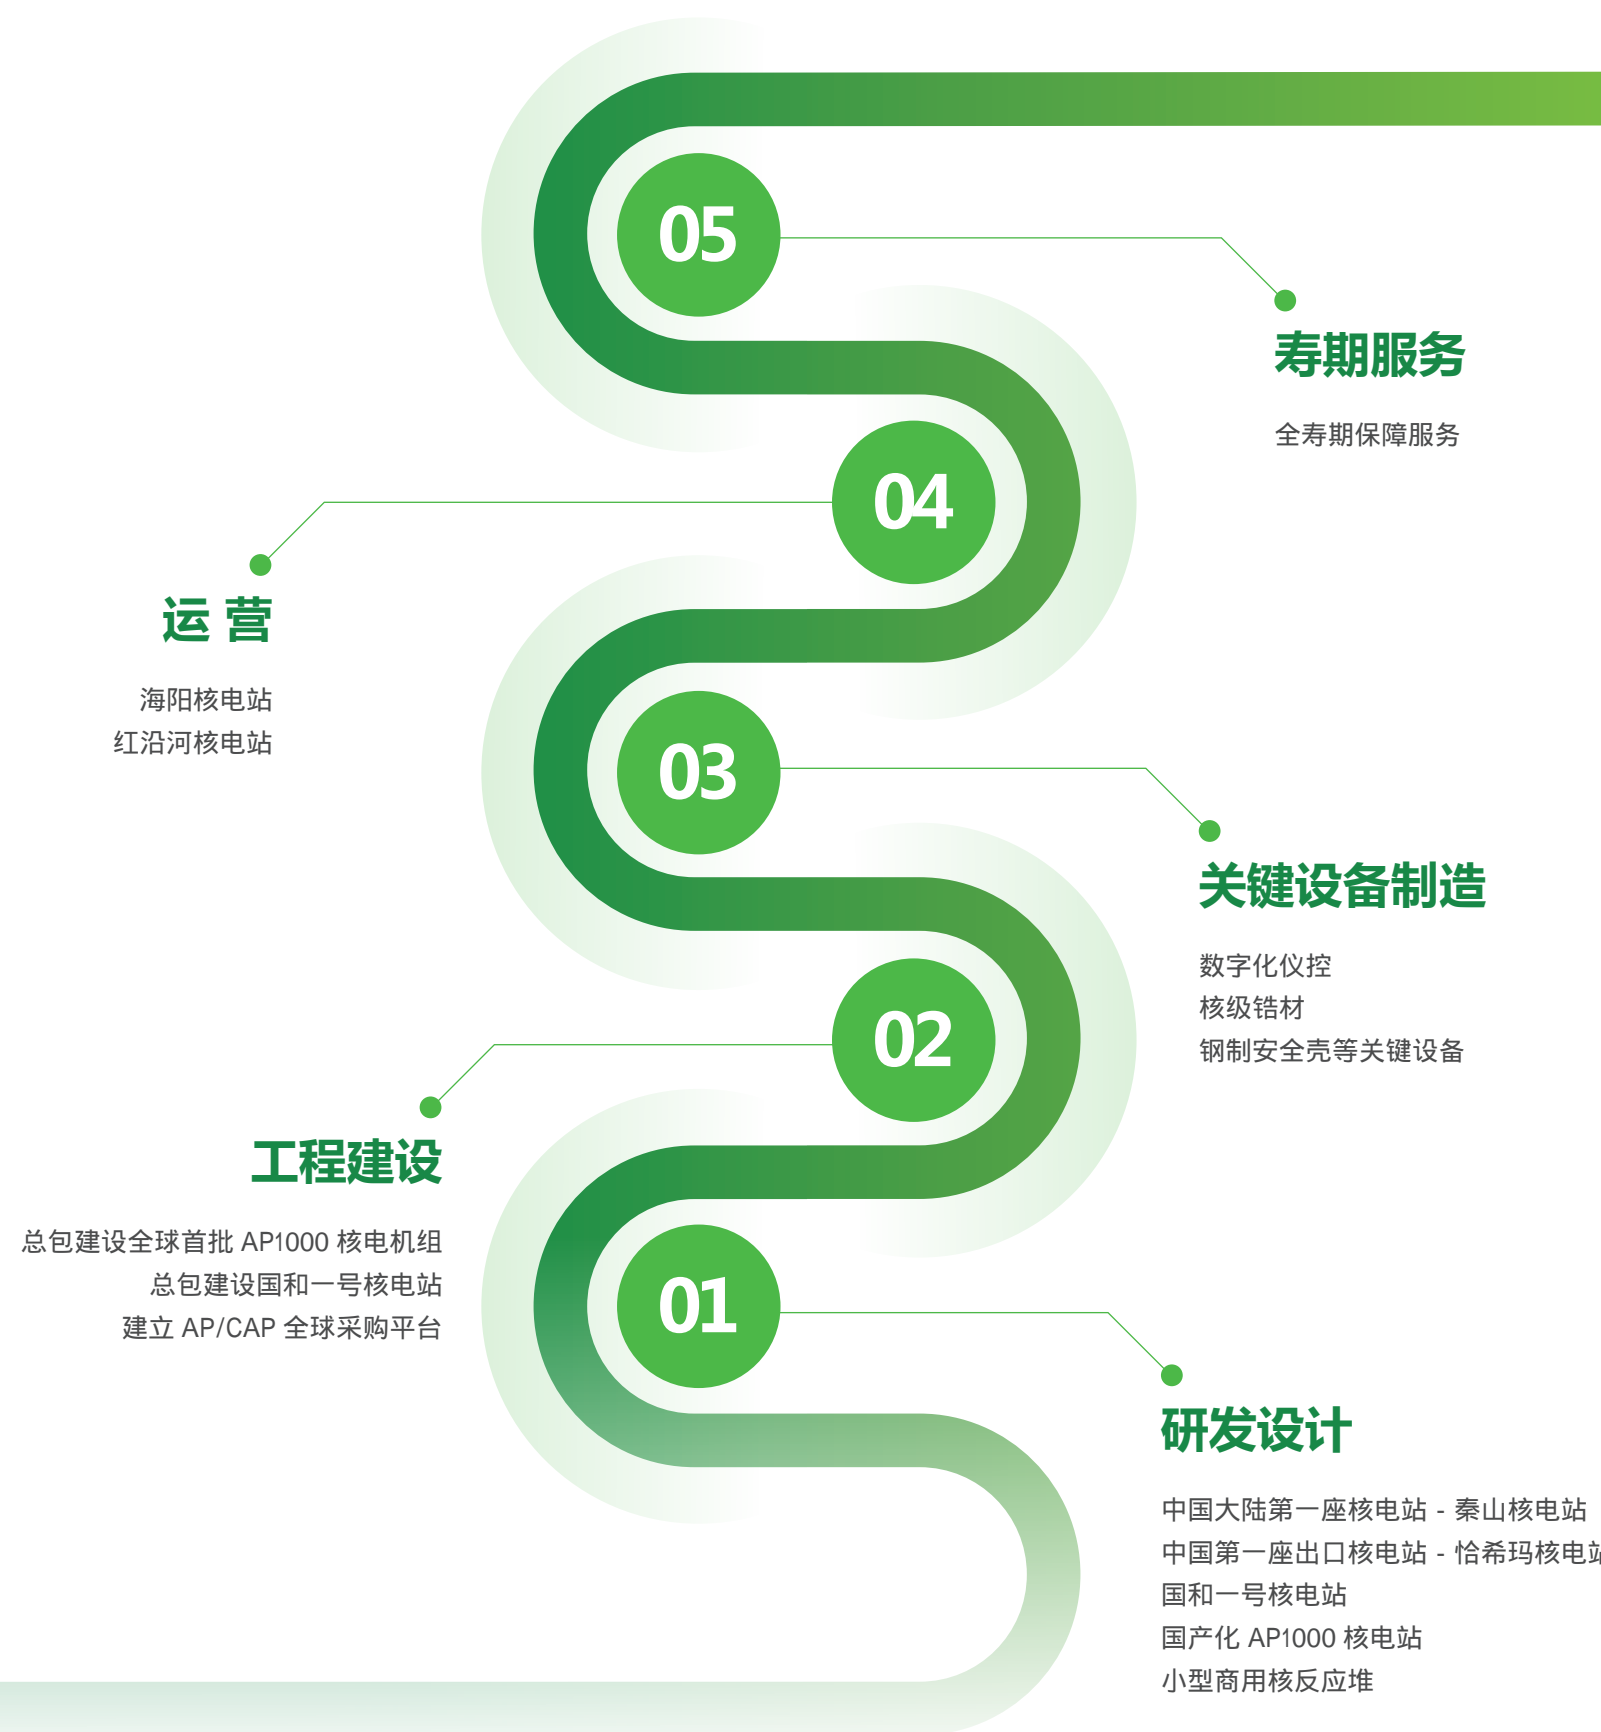 05
寿期服务
全寿期保障服务
04
运 营
海阳核电站
红沿河核电站
03
关键设备制造
数字化仪控
核级锆材
钢制安全壳等关键设备
02
工程建设
总包建设全球首批 AP1000 核电机组
总包建设国和一号核电站
建立 AP/CAP 全球采购平台
01
研发设计
中国大陆第一座核电站 - 秦山核电站
中国第一座出口核电站 - 恰希玛核电站
国和一号核电站
国产化 AP1000 核电站
小型商用核反应堆